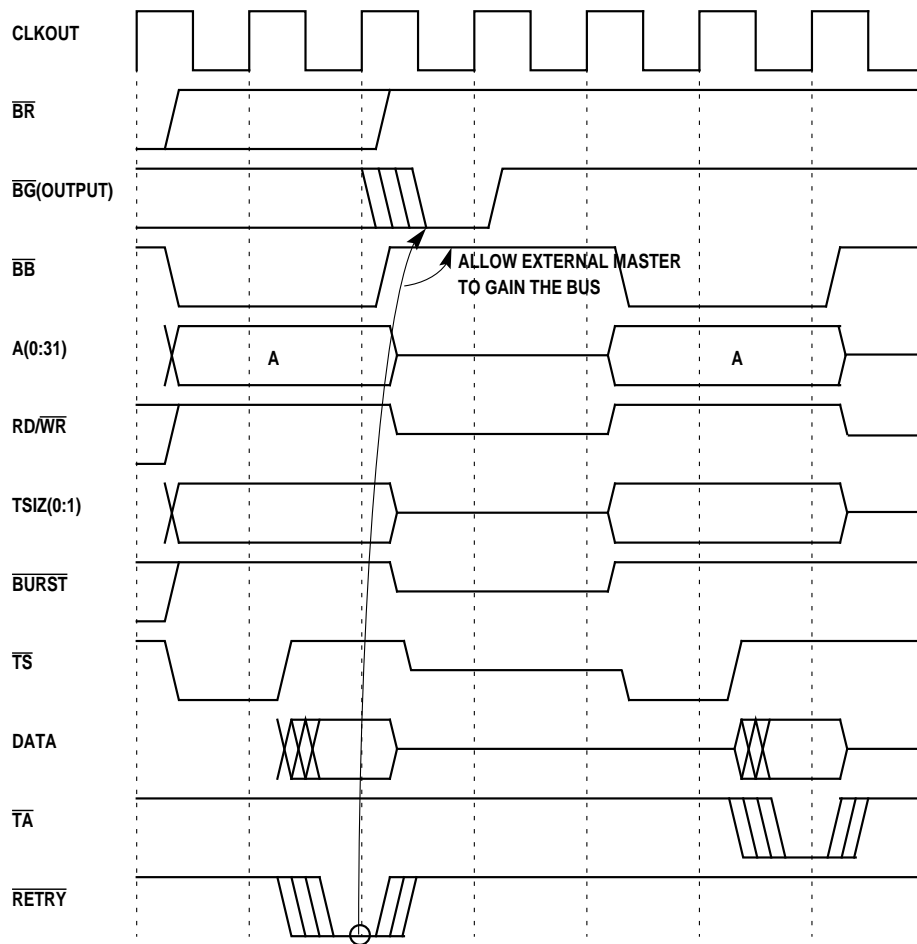 CLKOUT
BR
BG(OUTPUT)
BB
ALLOW EXTERNAL MASTER
TO GAIN THE BUS
A(0:31)
A
A
RD/WR
TSIZ(0:1)
BURST
TS
DATA
TA
RETRY